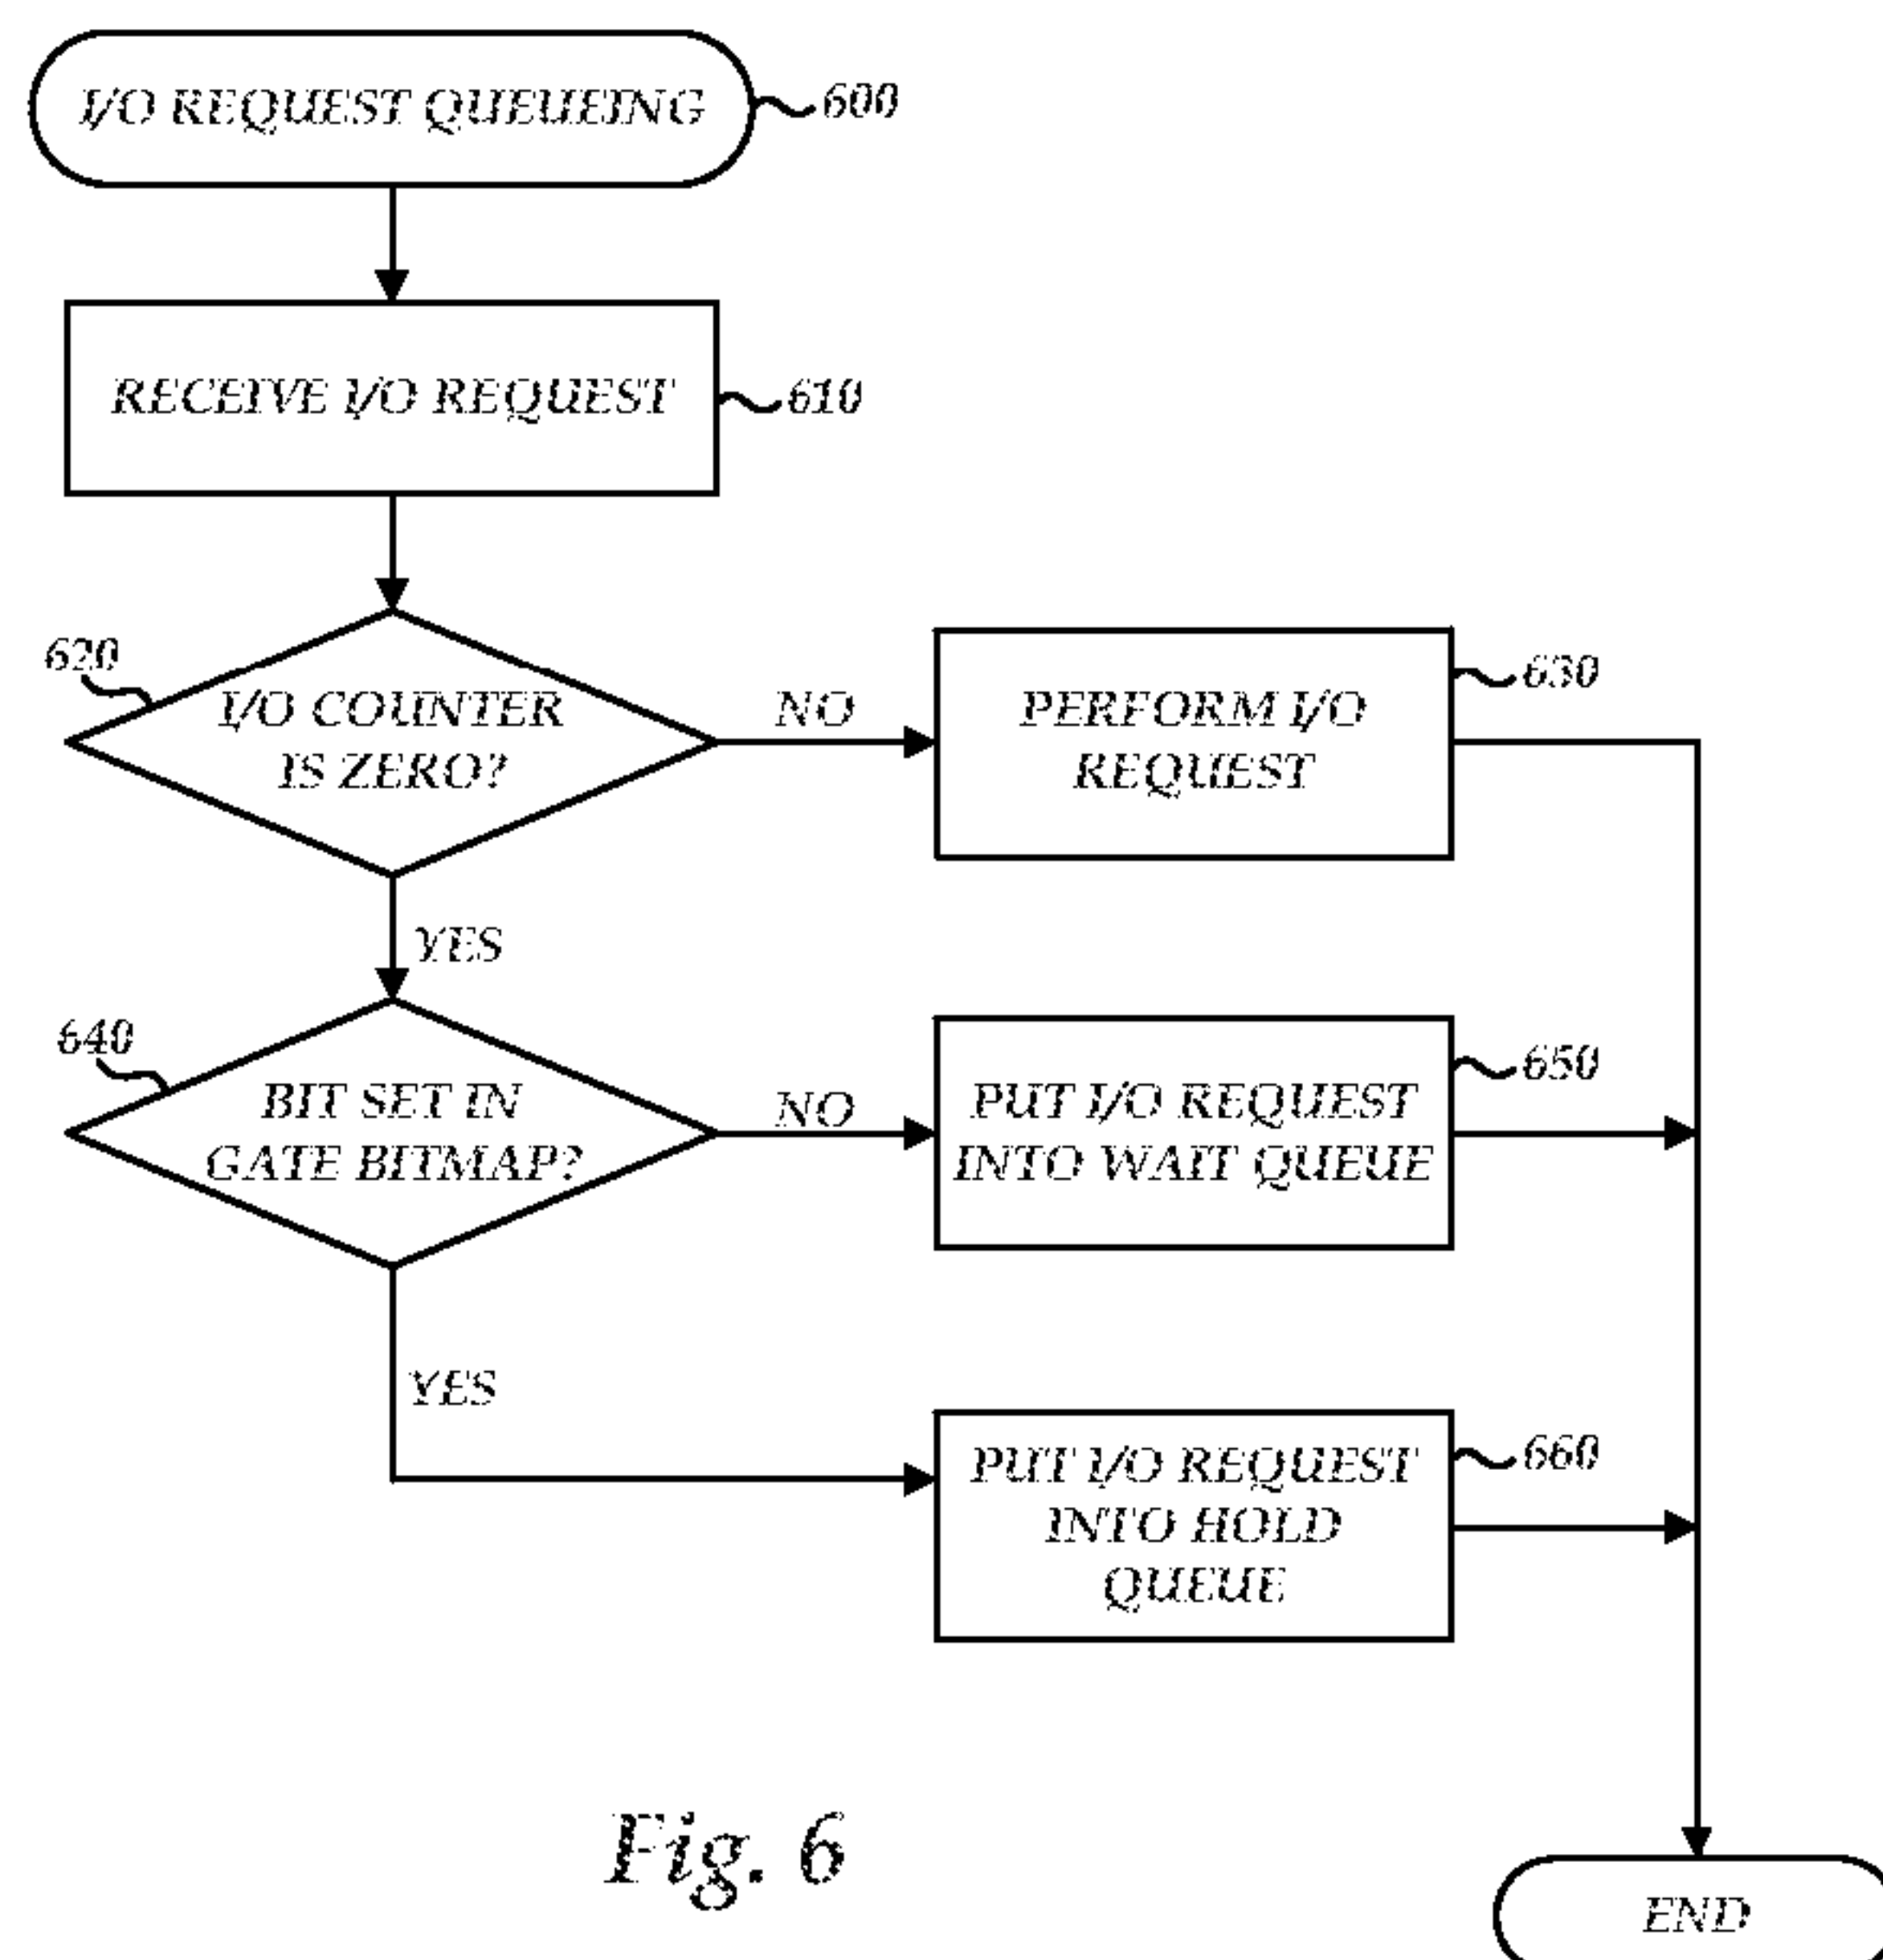 I/O REQUEST QUEUEING
600
RECEIVE I/O REQUEST
610
620
I/O COUNTER
IS ZERO?
NO
PERFORM I/O
REQUEST
630
YES
640
BIT SET IN
GATE BITMAP?
NO
PUT I/O REQUEST
INTO WAIT QUEUE
650
YES
PUT I/O REQUEST
INTO HOLD
QUEUE
660
Fig. 6
END